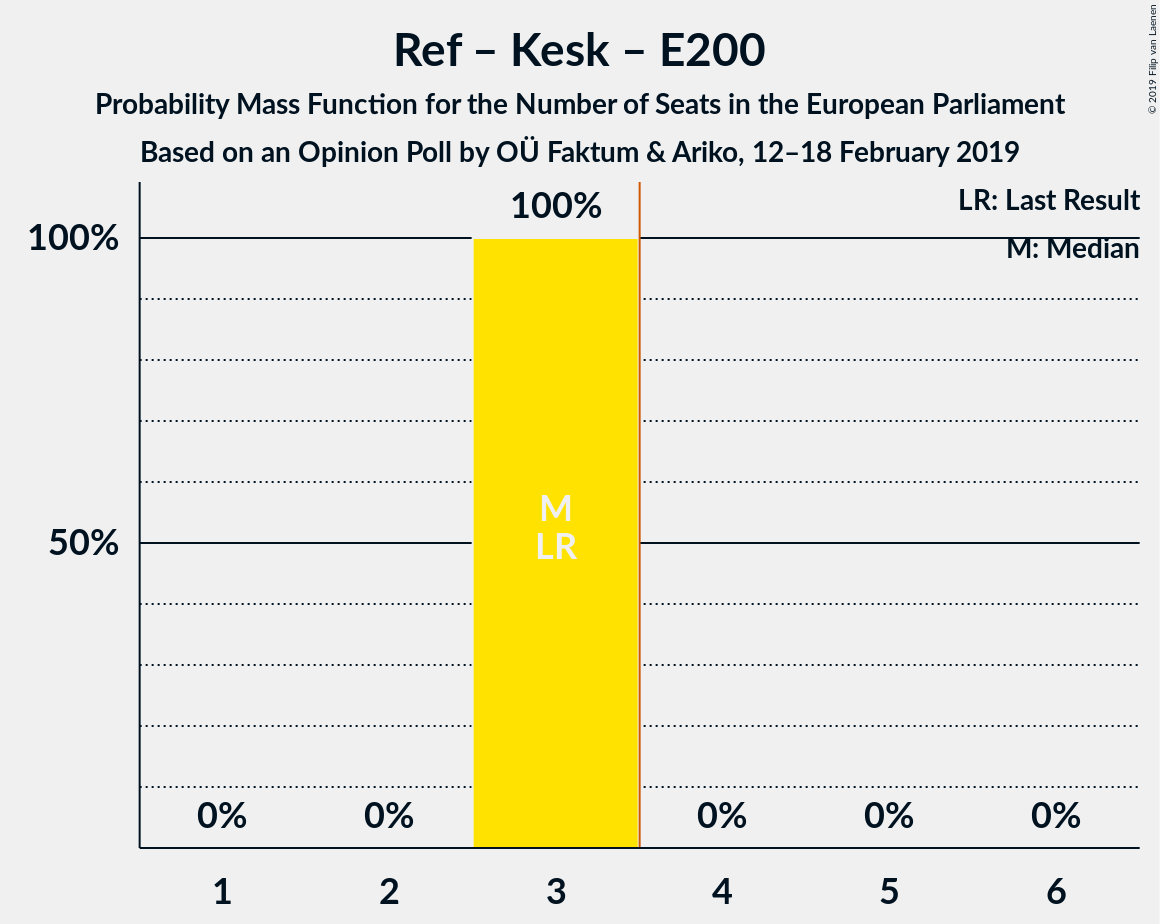 Ref – Kesk – E200
Probability Mass Function for the Number of Seats in the European Parliament
Based on an Opinion Poll by OÜ Faktum & Ariko, 12–18 February 2019
© 2019 Filip van Laenen
LR: Last Result
M: Median
100%
100%
50%
M
LR
0%
0%
0%
0%
0%
1
2
3
4
5
6